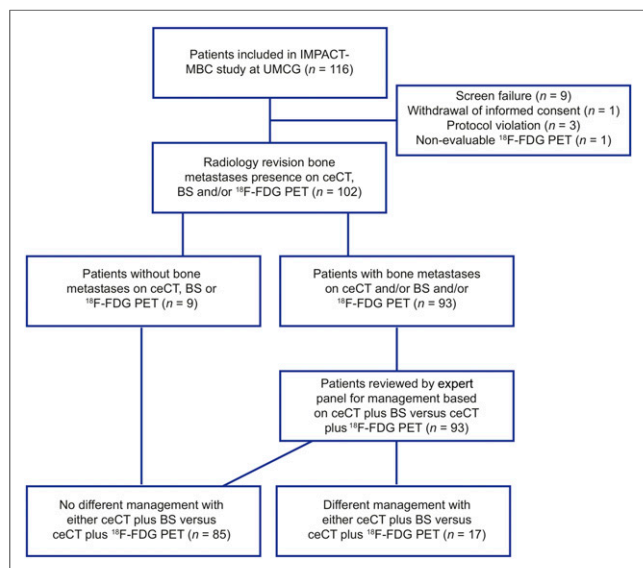 Patients included in IMPACT-
MBC study at UMCG (n = 116)
Screen failure (n = 9)
Withdrawal of informed consent (n = 1)
Protocol violation (n = 3)
Non-evaluable ¹⁸F-FDG PET (n = 1)
Radiology revision bone
metastases presence on ceCT,
BS and/or ¹⁸F-FDG PET (n = 102)
Patients without bone
metastases on ceCT, BS or
¹⁸F-FDG PET (n = 9)
Patients with bone metastases
on ceCT and/or BS and/or
¹⁸F-FDG PET (n = 93)
Patients reviewed by expert
panel for management based
on ceCT plus BS versus ceCT
plus ¹⁸F-FDG PET (n = 93)
No different management with
either ceCT plus BS versus
ceCT plus ¹⁸F-FDG PET (n = 85)
Different management with
either ceCT plus BS versus
ceCT plus ¹⁸F-FDG PET (n = 17)